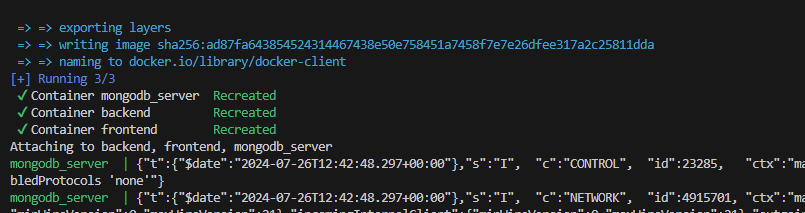 => => exporting layers
=> => writing image sha256:ad87fa643854524314467438e50e758451a7458f7e7e26dfee317a2c25811dda
=> => naming to docker.io/library/docker-client
[+] Running 3/3
✓ Container mongodb_server Recreated
✓ Container backend Recreated
✓ Container frontend Recreated
Attaching to backend, frontend, mongodb_server
mongodb_server | {"t":{"$date":"2024-07-26T12:42:48.297+00:00"},"s":"I", "c":"CONTROL", "id":23285, "ctx":"ma
bledProtocols 'none'"}
mongodb_server | {"t":{"$date":"2024-07-26T12:42:48.297+00:00"},"s":"I", "c":"NETWORK", "id":4915701, "ctx":"ma